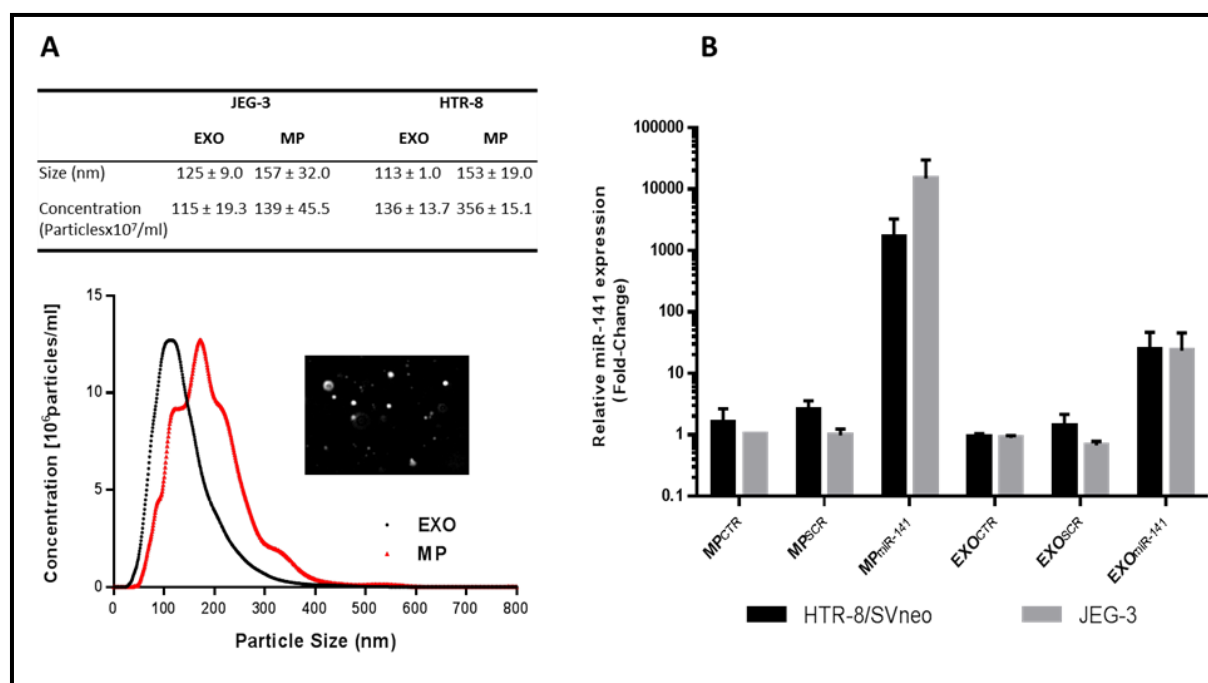 A
JEG-3 HTR-8
EXO MP EXO MP
Size (nm) 125 ± 9.0 157 ± 32.0 113 ± 1.0 153 ± 19.0
Concentration 115 ± 19.3 139 ± 45.5 136 ± 13.7 356 ± 15.1
(Particlesx10⁷/ml)
Concentration [10⁶particles/ml]
15
10
5
0
0 100 200 300 400 500 600 700 800
Particle Size (nm)
EXO
MP
B
Relative miR-141 expression
(Fold-Change)
100000
10000
1000
100
10
1
0.1
MPCTR
MPSCR
MPmiR-141
EXOCTR
EXOSCR
EXOmiR-141
HTR-8/SVneo JEG-3